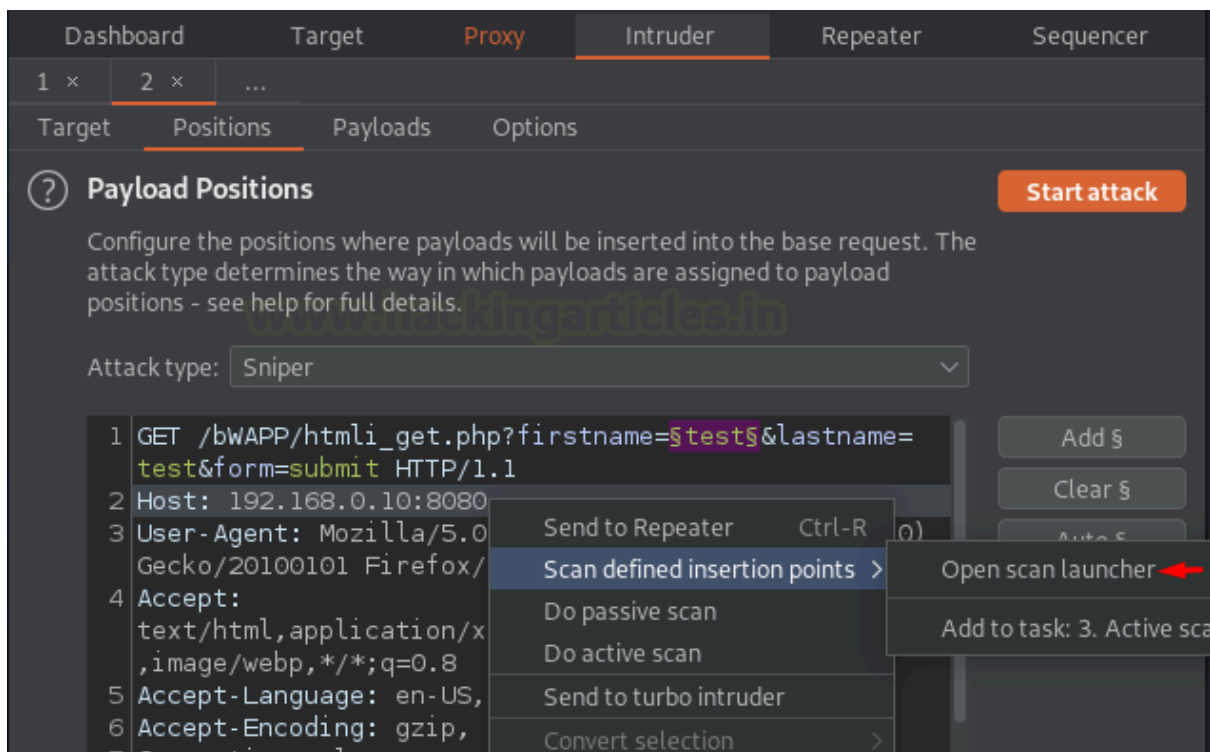 Dashboard Target Proxy Intruder Repeater Sequencer
1 × 2 × ...
Target Positions Payloads Options
? Payload Positions Start attack
Configure the positions where payloads will be inserted into the base request. The
attack type determines the way in which payloads are assigned to payload
positions - see help for full details.
www.hackingarticles.in
Attack type: Sniper
1 GET /bWAPP/htmli_get.php?firstname=§test§&lastname= Add §
test&form=submit HTTP/1.1
2 Host: 192.168.0.10:8080 Clear §
3 User-Agent: Mozilla/5.0 Send to Repeater Ctrl-R 0) Auto §
Gecko/20100101 Firefox/ Scan defined insertion points > Open scan launcher
4 Accept: Do passive scan
text/html,application/x Add to task: 3. Active sca
,image/webp,*/*;q=0.8 Do active scan
5 Accept-Language: en-US, Send to turbo intruder
6 Accept-Encoding: gzip, Convert selection >